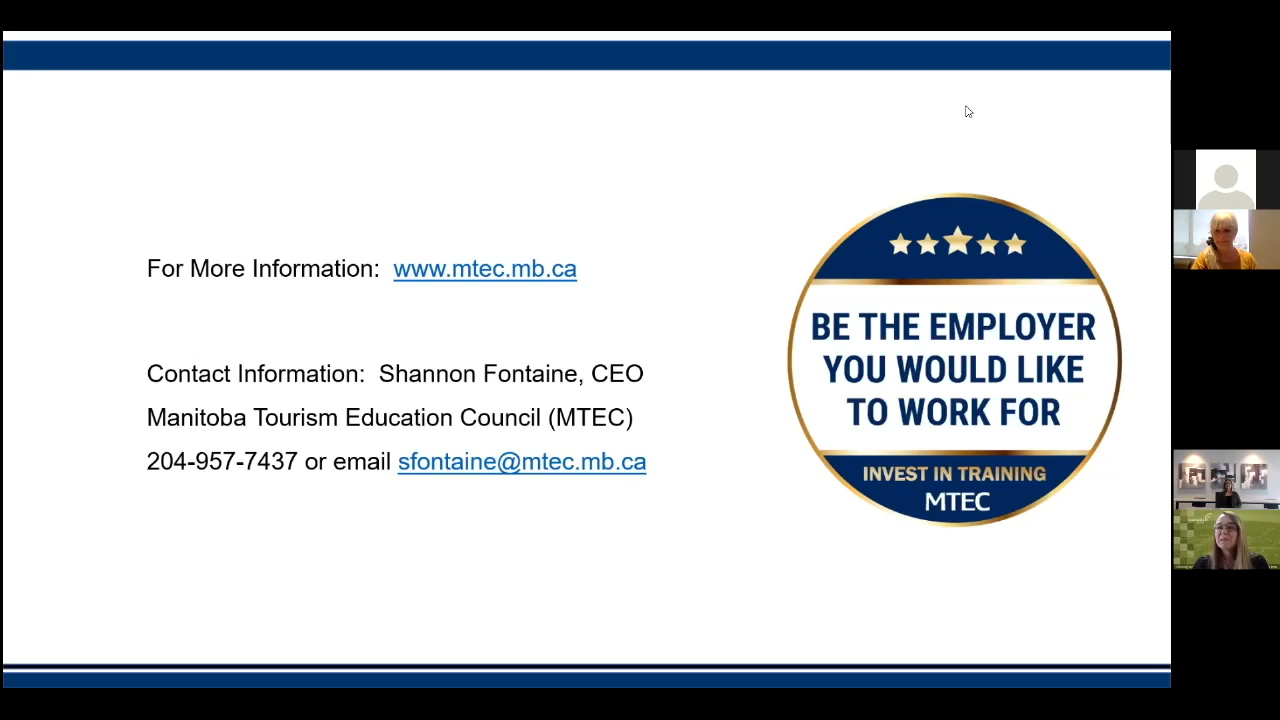 For More Information: www.mtec.mb.ca
Contact Information: Shannon Fontaine, CEO
Manitoba Tourism Education Council (MTEC)
204-957-7437 or email sfontaine@mtec.mb.ca
BE THE EMPLOYER
YOU WOULD LIKE
TO WORK FOR
INVEST IN TRAINING
MTEC